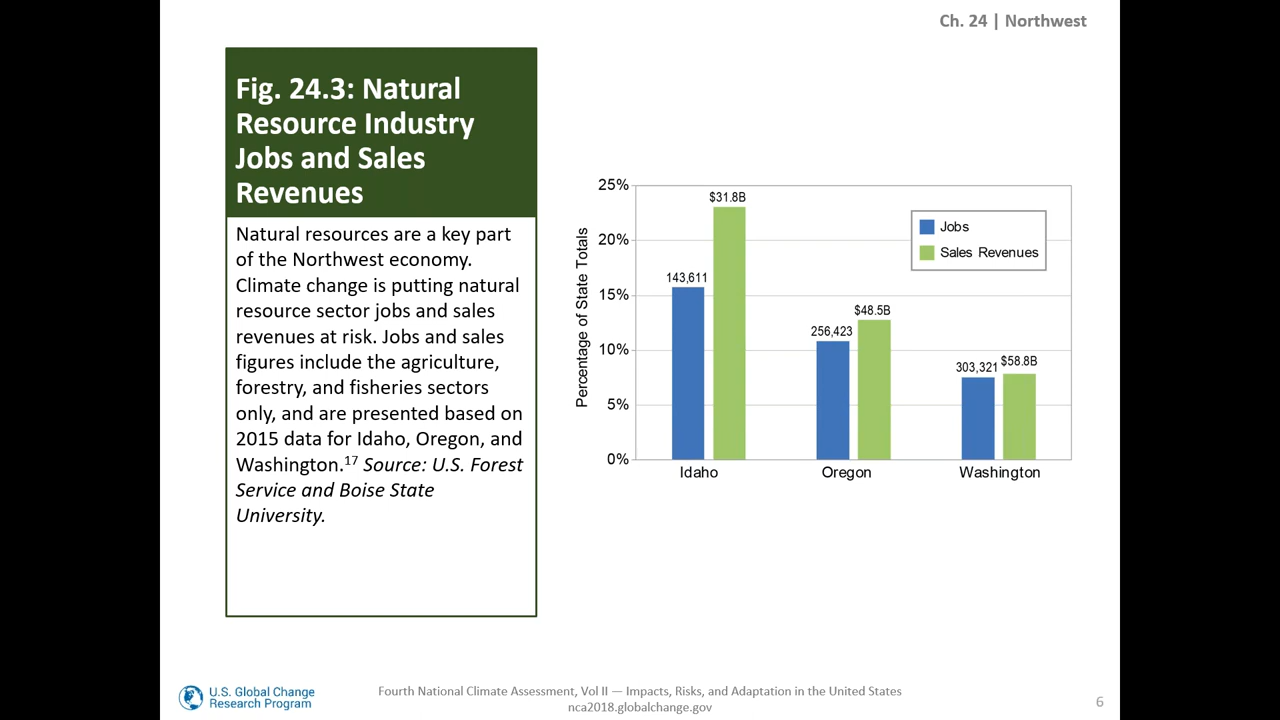 Ch. 24 | Northwest
Fig. 24.3: Natural
Resource Industry
Jobs and Sales
Revenues
Natural resources are a key part
of the Northwest economy.
Climate change is putting natural
resource sector jobs and sales
revenues at risk. Jobs and sales
figures include the agriculture,
forestry, and fisheries sectors
only, and are presented based on
2015 data for Idaho, Oregon, and
Washington.17 Source: U.S. Forest
Service and Boise State
University.
Percentage of State Totals
25%
20%
15%
10%
5%
0%
143,611
$31.8B
256,423
$48.5B
303,321
$58.8B
Jobs
Sales Revenues
Idaho
Oregon
Washington
U.S. Global Change
Research Program
Fourth National Climate Assessment, Vol II — Impacts, Risks, and Adaptation in the United States
nca2018.globalchange.gov
6